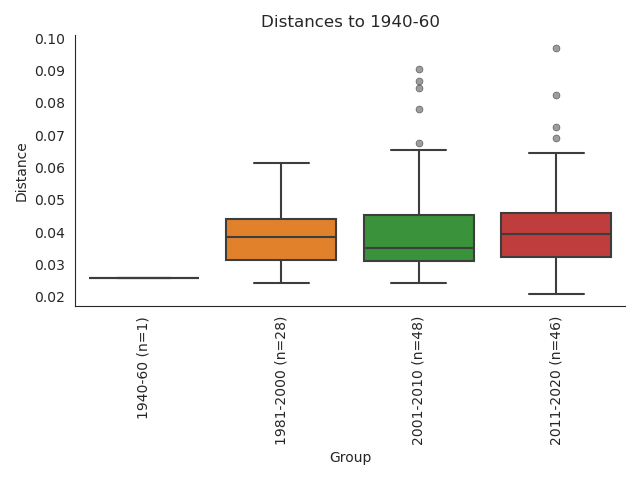 Distances to 1940-60
0.10
0.09
0.08
0.07
0.06
0.05
0.04
0.03
0.02
Distance
1940-60 (n=1)
1981-2000 (n=28)
2001-2010 (n=48)
2011-2020 (n=46)
Group